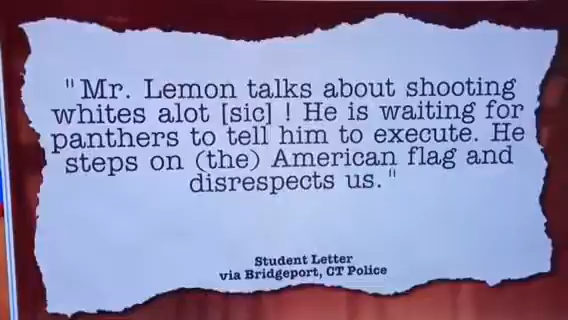 "Mr. Lemon talks about shooting
whites alot [sic] ! He is waiting for
panthers to tell him to execute. He
steps on (the) American flag and
disrespects us."
Student Letter
via Bridgeport, CT Police